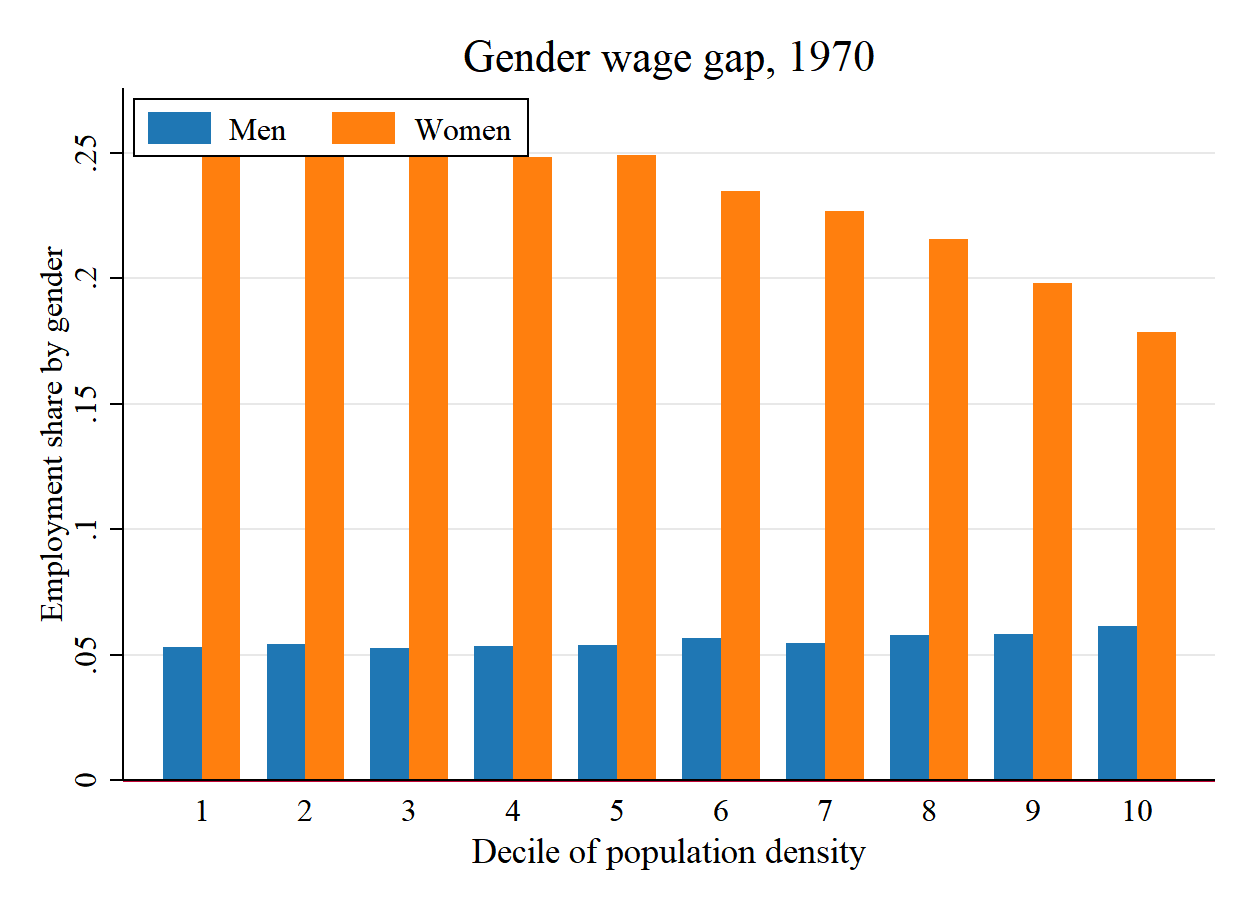 Gender wage gap, 1970
Men Women
Employment share by gender
.25
.2
.15
.1
.05
0
1 2 3 4 5 6 7 8 9 10
Decile of population density